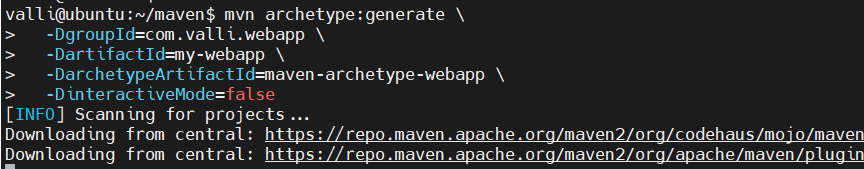 valli@ubuntu:~/maven$ mvn archetype:generate \
>   -DgroupId=com.valli.webapp \
>   -DartifactId=my-webapp \
>   -DarchetypeArtifactId=maven-archetype-webapp \
>   -DinteractiveMode=false
[INFO] Scanning for projects...
Downloading from central: https://repo.maven.apache.org/maven2/org/codehaus/mojo/maven
Downloading from central: https://repo.maven.apache.org/maven2/org/apache/maven/plugin